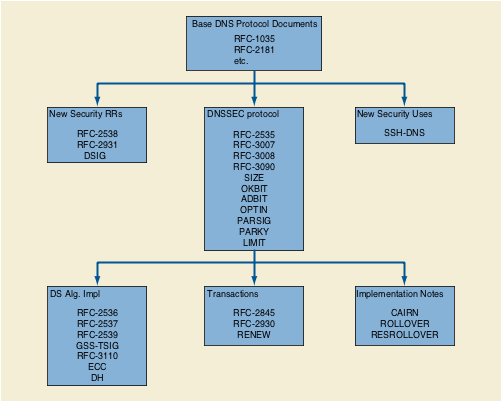 Base DNS Protocol Documents
RFC-1035
RFC-2181
etc.
New Security RRs
RFC-2538
RFC-2931
DSIG
DNSSEC protocol
RFC-2535
RFC-3007
RFC-3008
RFC-3090
SIZE
OKBIT
ADBIT
OPTIN
PARSIG
PARKY
LIMIT
New Security Uses
SSH-DNS
DS Alg. Impl
RFC-2536
RFC-2537
RFC-2539
GSS-TSIG
RFC-3110
ECC
DH
Transactions
RFC-2845
RFC-2930
RENEW
Implementation Notes
CAIRN
ROLLOVER
RESROLLOVER